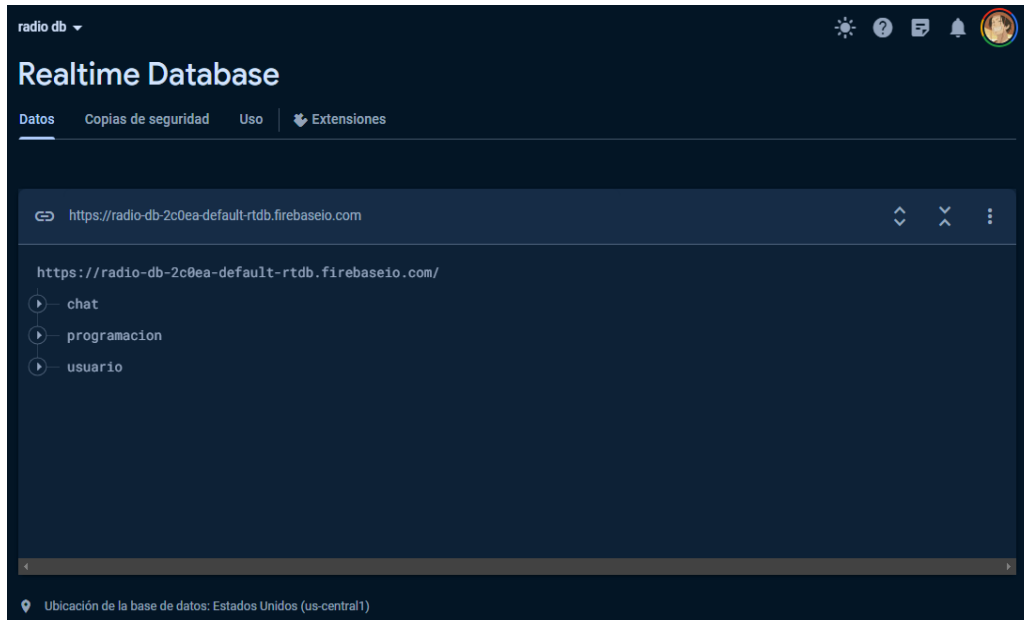 radio db
Realtime Database
Datos Copias de seguridad Uso Extensiones
https://radio-db-2c0ea-default-rtdb.firebaseio.com
https://radio-db-2c0ea-default-rtdb.firebaseio.com/
chat
programacion
usuario
Ubicación de la base de datos: Estados Unidos (us-central1)